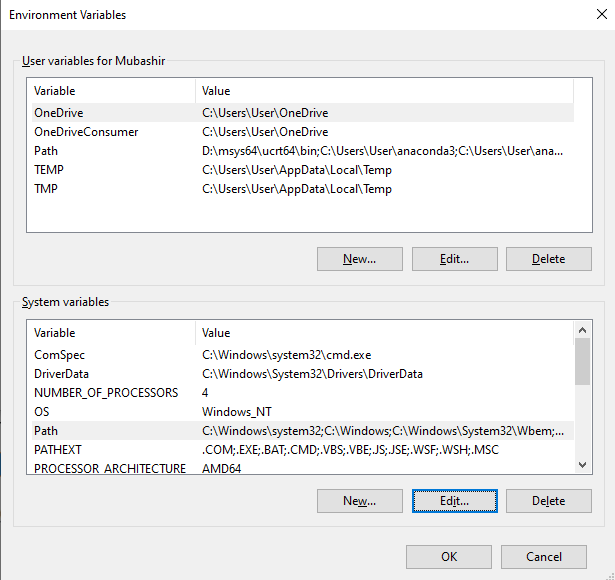 Environment Variables
User variables for Mubashir
Variable Value
OneDrive C:\Users\User\OneDrive
OneDriveConsumer C:\Users\User\OneDrive
Path D:\msys64\ucrt64\bin;C:\Users\User\anaconda3;C:\Users\User\ana...
TEMP C:\Users\User\AppData\Local\Temp
TMP C:\Users\User\AppData\Local\Temp
New... Edit... Delete
System variables
Variable Value
ComSpec C:\Windows\system32\cmd.exe
DriverData C:\Windows\System32\Drivers\DriverData
NUMBER_OF_PROCESSORS 4
OS Windows_NT
Path C:\Windows\system32;C:\Windows;C:\Windows\System32\Wbem;...
PATHEXT .COM;.EXE;.BAT;.CMD;.VBS;.VBE;.JS;.JSE;.WSF;.WSH;.MSC
PROCESSOR_ARCHITECTURE AMD64
New... Edit... Delete
OK Cancel